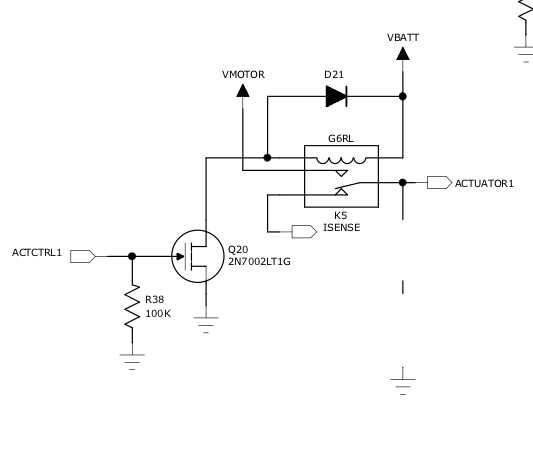 VBATT
VMOTOR
D21
G6RL
ACTUATOR1
K5
ISENSE
ACTCTRL1
Q20
2N7002LT1G
R38
100K